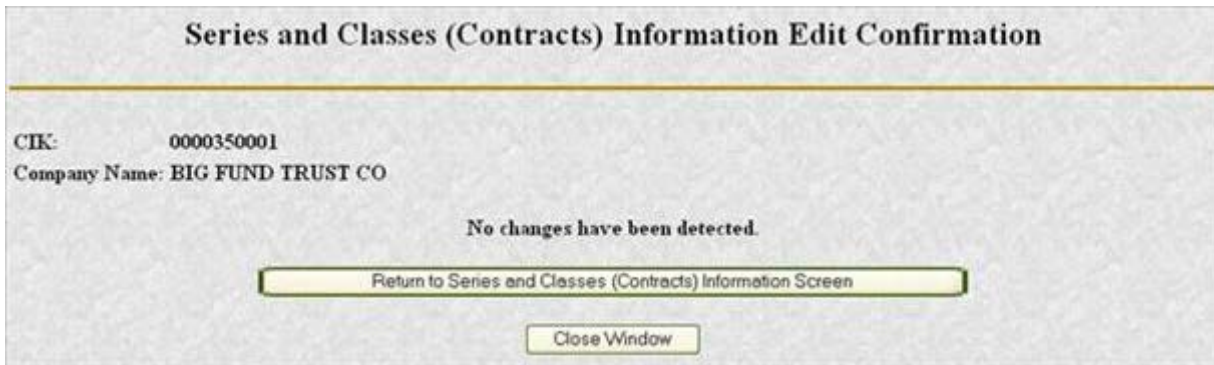 Series and Classes (Contracts) Information Edit Confirmation
CIK: 0000350001
Company Name: BIG FUND TRUST CO
No changes have been detected.
Return to Series and Classes (Contracts) Information Screen
Close Window